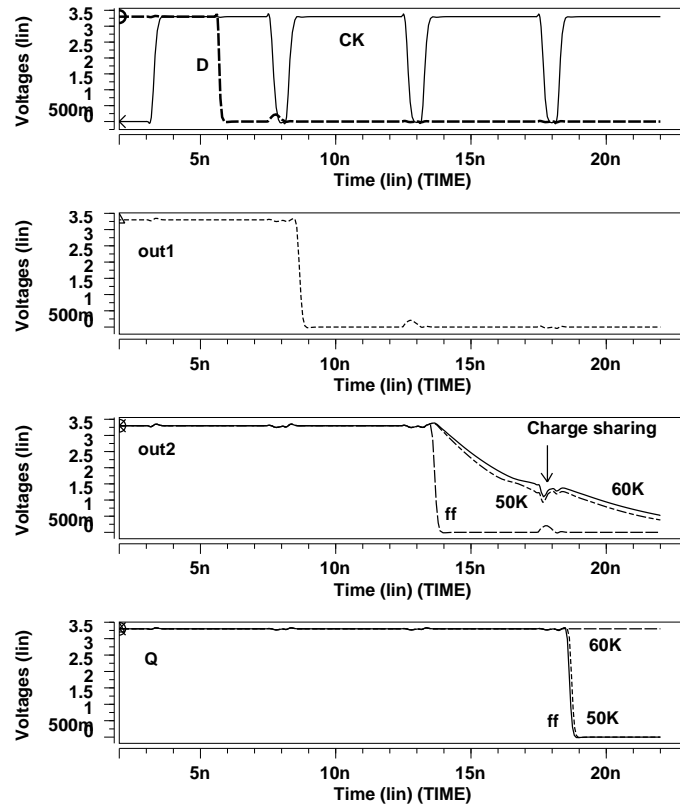 Voltages (lin)
3.5
3
2.5
2
1.5
1
500m
0
D
CK
5n
10n
15n
20n
Time (lin) (TIME)
Voltages (lin)
3.5
3
2.5
2
1.5
1
500m
0
out1
5n
10n
15n
20n
Time (lin) (TIME)
Voltages (lin)
3.5
3
2.5
2
1.5
1
500m
0
out2
Charge sharing
ff
50K
60K
5n
10n
15n
20n
Time (lin) (TIME)
Voltages (lin)
3.5
3
2.5
2
1.5
1
500m
0
Q
60K
ff
50K
5n
10n
15n
20n
Time (lin) (TIME)